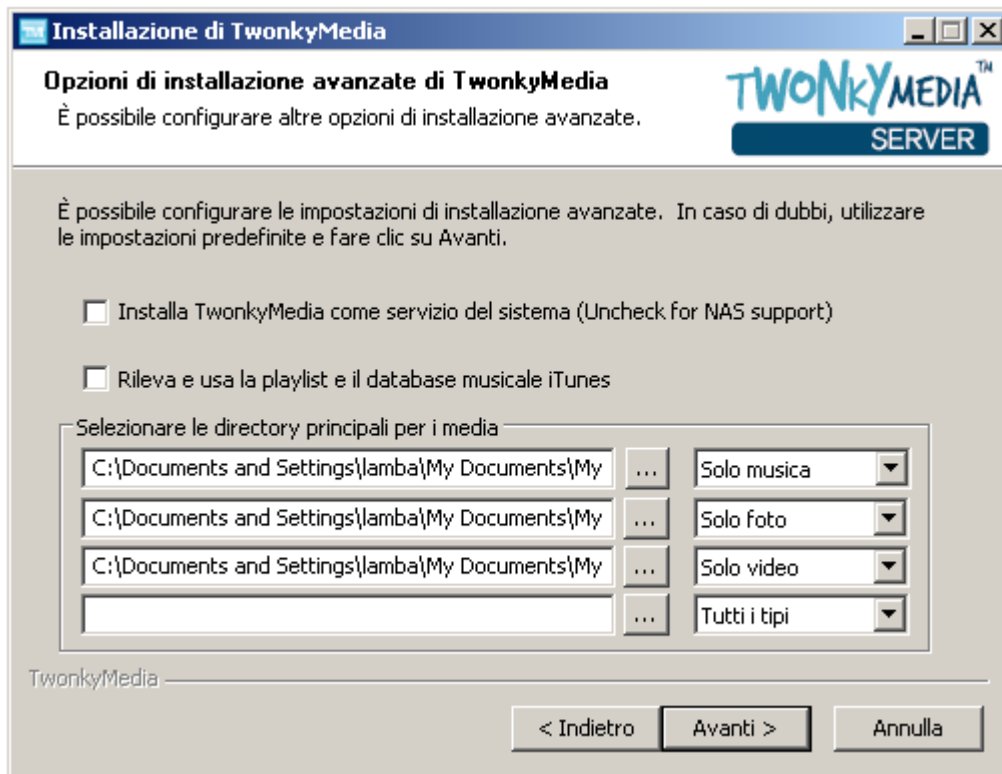 Installazione di TwonkyMedia
Opzioni di installazione avanzate di TwonkyMedia
È possibile configurare altre opzioni di installazione avanzate.
TWONKYMEDIA™
SERVER
È possibile configurare le impostazioni di installazione avanzate. In caso di dubbi, utilizzare
le impostazioni predefinite e fare clic su Avanti.
Installa TwonkyMedia come servizio del sistema (Uncheck for NAS support)
Rileva e usa la playlist e il database musicale iTunes
Selezionare le directory principali per i media
C:\Documents and Settings\lamba\My Documents\My ... Solo musica
C:\Documents and Settings\lamba\My Documents\My ... Solo foto
C:\Documents and Settings\lamba\My Documents\My ... Solo video
... Tutti i tipi
TwonkyMedia
< Indietro Avanti > Annulla